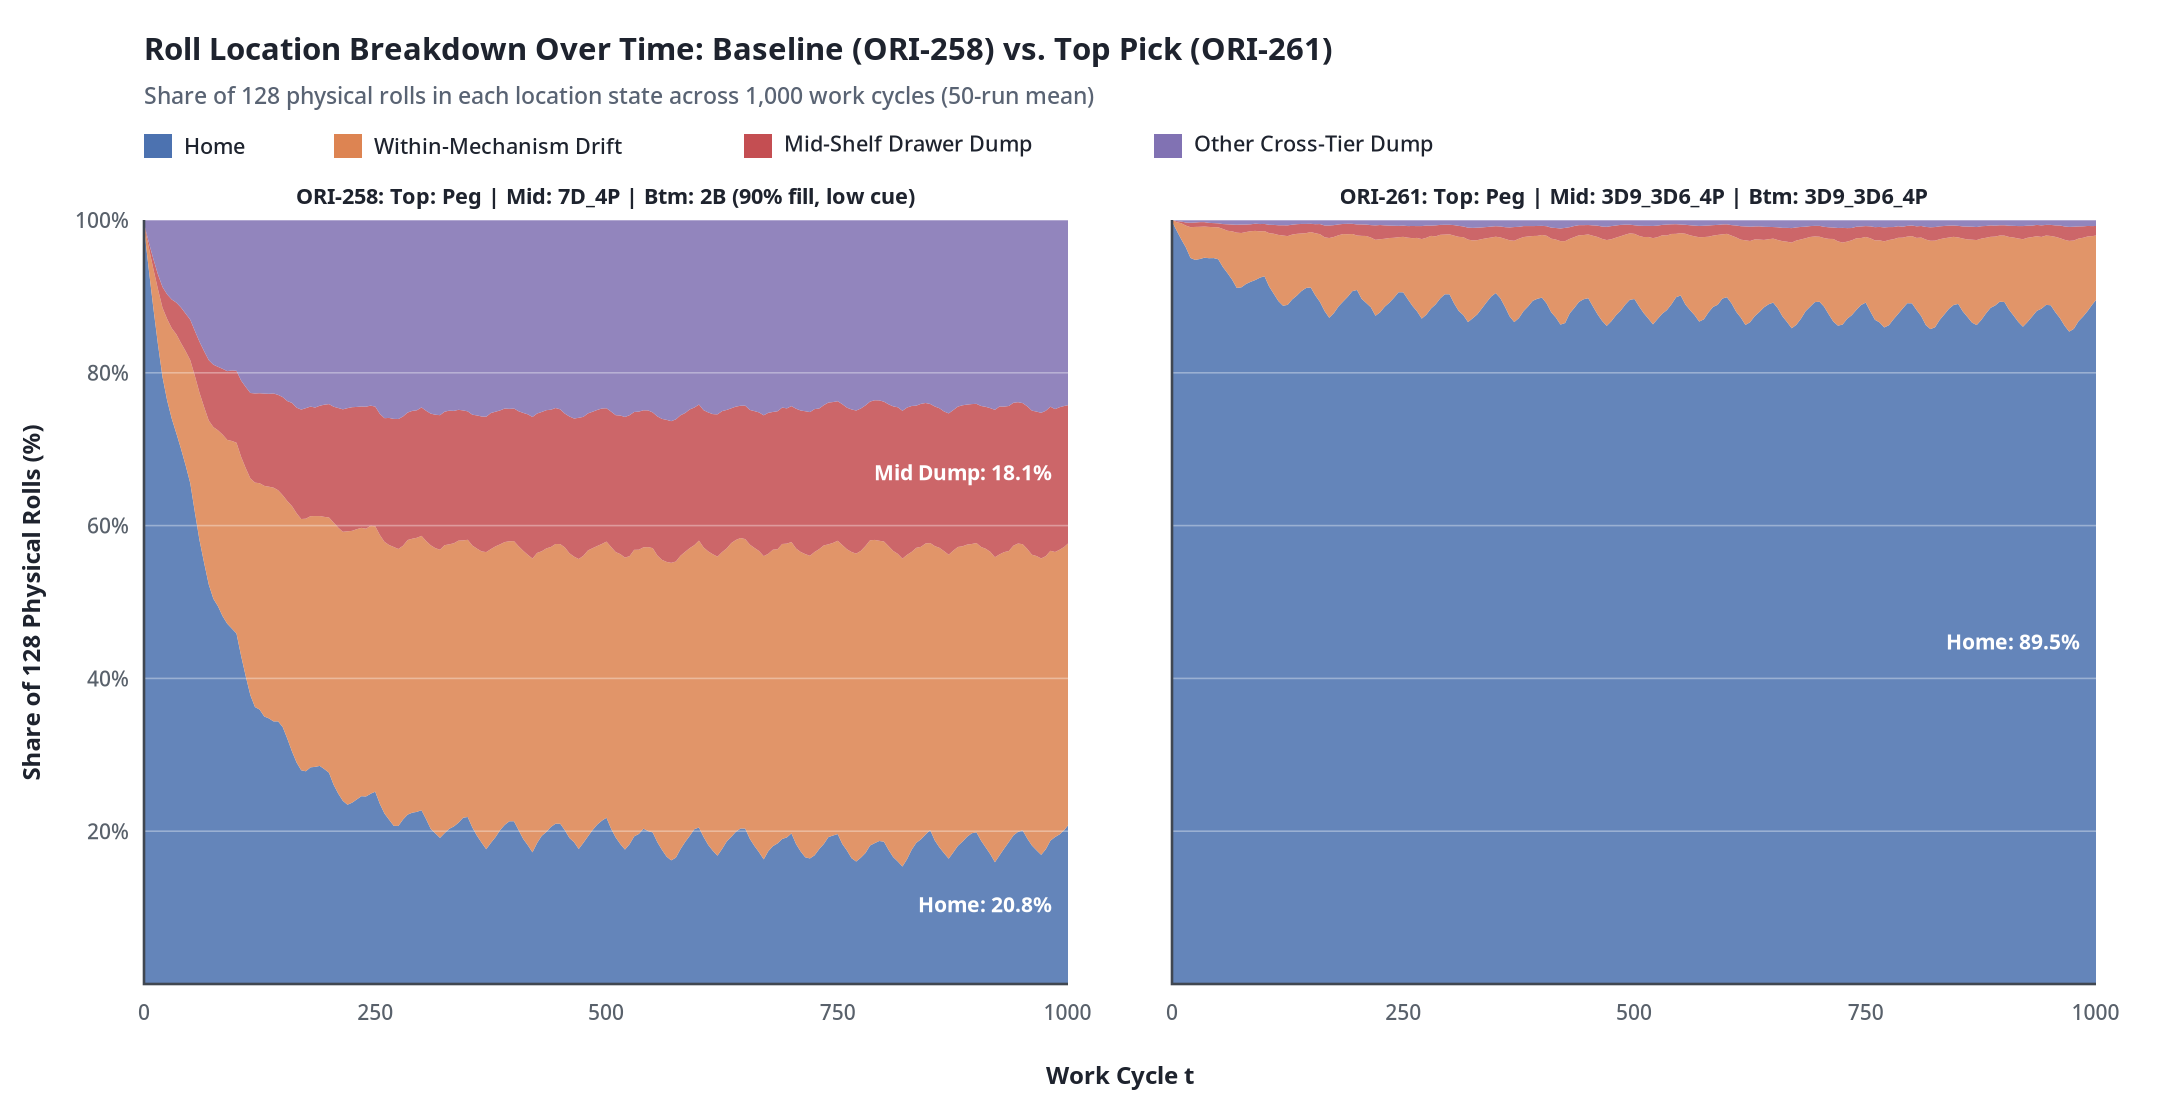 Roll Location Breakdown Over Time: Baseline (ORI-258) vs. Top Pick (ORI-261)
Share of 128 physical rolls in each location state across 1,000 work cycles (50-run mean)
Home
Within-Mechanism Drift
Mid-Shelf Drawer Dump
Other Cross-Tier Dump
ORI-258: Top: Peg | Mid: 7D_4P | Btm: 2B (90% fill, low cue)
ORI-261: Top: Peg | Mid: 3D9_3D6_4P | Btm: 3D9_3D6_4P
Share of 128 Physical Rolls (%)
100%
80%
60%
40%
20%
Mid Dump: 18.1%
Home: 20.8%
Home: 89.5%
0
250
500
750
1000
0
250
500
750
1000
Work Cycle t